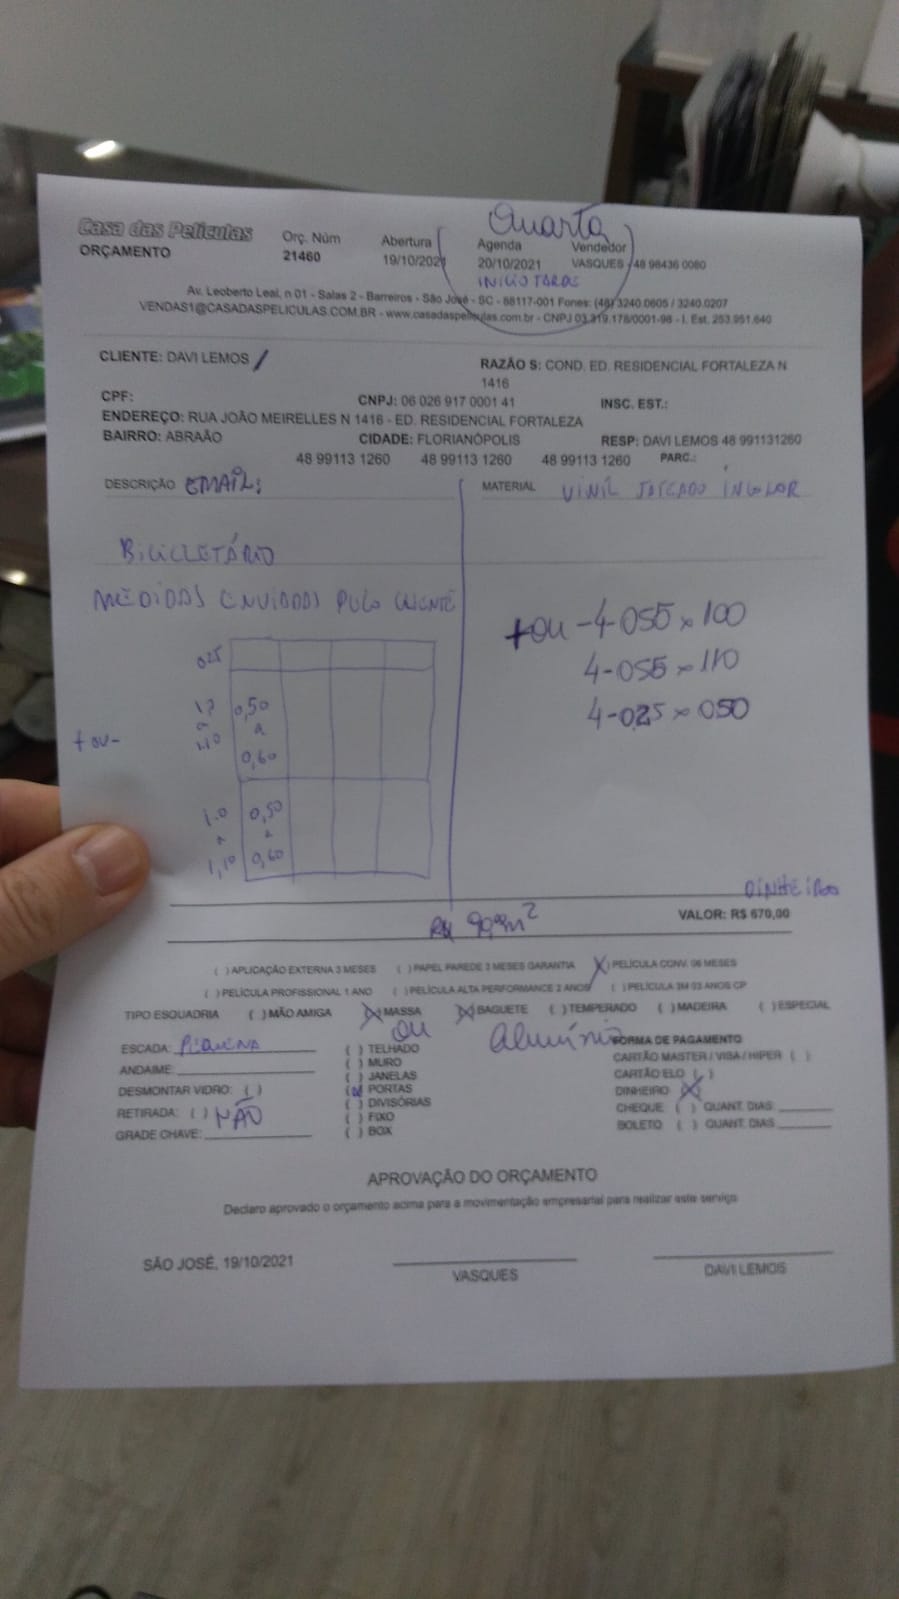 Quarta
Casa das Películas
ORÇAMENTO
Orç. Núm
21460
Abertura
19/10/2021
Agenda
20/10/2021
INÍCIO TARDE
Vendedor
VASQUES - 48 98436 0080
Av. Leoberto Leal, n 01 - Salas 2 - Barreiros - São José - SC - 88117-001 Fones: (48) 3240.0605 / 3240.0207
VENDAS1@CASADASPELICULAS.COM.BR - www.casadaspeliculas.com.br - CNPJ 03.319.178/0001-98 - I. Est. 253.951.640
CLIENTE: DAVI LEMOS
RAZÃO S: COND. ED. RESIDENCIAL FORTALEZA N
1416
CPF:
CNPJ: 06 026 917 0001 41
INSC. EST.:
ENDEREÇO: RUA JOÃO MEIRELLES N 1416 - ED. RESIDENCIAL FORTALEZA
BAIRRO: ABRAÃO
CIDADE: FLORIANÓPOLIS
RESP: DAVI LEMOS 48 991131260
48 99113 1260 48 99113 1260 48 99113 1260 PARC.:
DESCRIÇÃO EMAIL:
MATERIAL VINIL JATEADO
BICICLETÁRIO
MEDIDAS ENVIADAS PELO CLIENTE
025
0,50
a
0,60
1,10
+ ou -
1.0
a
1,10
0,50
a
0,60
+ou - 4-055 x 100
4-055 x 110
4-025 x 050
DINHEIRO
R$ 90,00 m²
VALOR: R$ 670,00
( ) APLICAÇÃO EXTERNA 3 MESES ( ) PAPEL PAREDE 3 MESES GARANTIA (X) PELÍCULA CONV. 06 MESES
( ) PELÍCULA PROFISSIONAL 1 ANO ( ) PELÍCULA ALTA PERFORMANCE 2 ANOS ( ) PELÍCULA 3M 03 ANOS CP
TIPO ESQUADRIA ( ) MÃO AMIGA (X) MASSA (X) BAGUETE ( ) TEMPERADO ( ) MADEIRA ( ) ESPECIAL
ou
Alumínio
ESCADA: PEQUENA
ANDAIME:
DESMONTAR VIDRO: ( )
RETIRADA: ( ) NÃO
GRADE CHAVE:
( ) TELHADO
( ) MURO
( ) JANELAS
(X) PORTAS
( ) DIVISÓRIAS
( ) FIXO
( ) BOX
FORMA DE PAGAMENTO
CARTÃO MASTER / VISA / HIPER ( )
CARTÃO ELO ( )
DINHEIRO (X)
CHEQUE: ( ) QUANT. DIAS:
BOLETO ( ) QUANT. DIAS
APROVAÇÃO DO ORÇAMENTO
Declaro aprovado o orçamento acima para a movimentação empresarial para realizar este serviço
SÃO JOSÉ, 19/10/2021
VASQUES
DAVI LEMOS